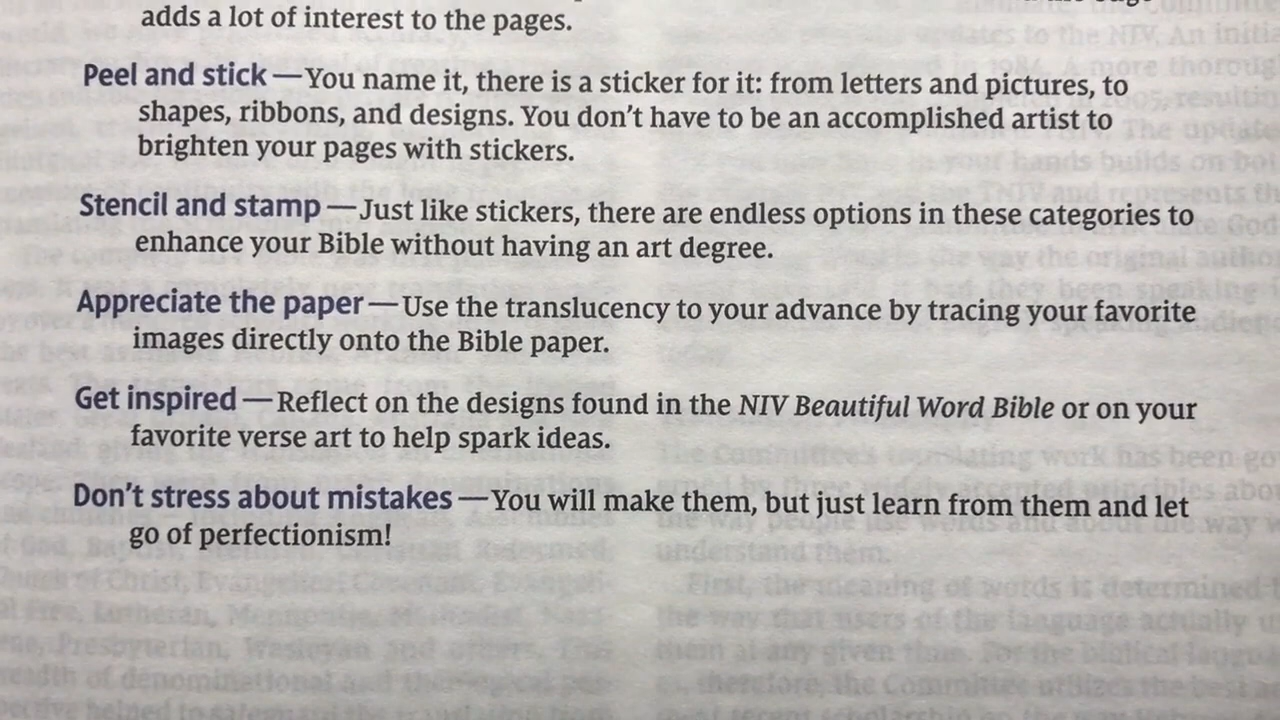 adds a lot of interest to the pages.
Peel and stick — You name it, there is a sticker for it: from letters and pictures, to
shapes, ribbons, and designs. You don't have to be an accomplished artist to
brighten your pages with stickers.
Stencil and stamp — Just like stickers, there are endless options in these categories to
enhance your Bible without having an art degree.
Appreciate the paper — Use the translucency to your advance by tracing your favorite
images directly onto the Bible paper.
Get inspired — Reflect on the designs found in the NIV Beautiful Word Bible or on your
favorite verse art to help spark ideas.
Don't stress about mistakes — You will make them, but just learn from them and let
go of perfectionism!